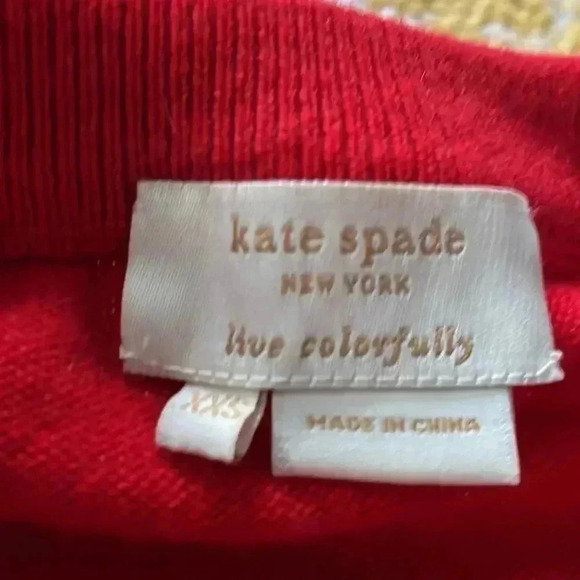 kate spade
NEW YORK
live colorfully
XXS
MADE IN CHINA